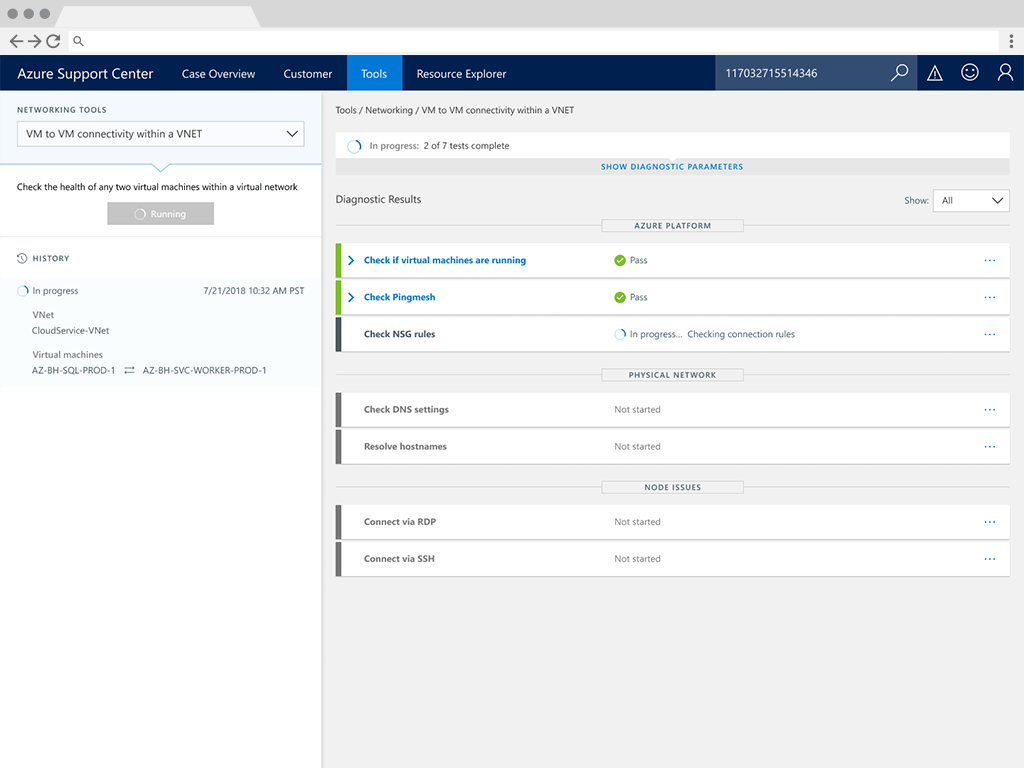 Azure Support Center Case Overview Customer Tools Resource Explorer 117032715514346
NETWORKING TOOLS
VM to VM connectivity within a VNET
Check the health of any two virtual machines within a virtual network
Running
HISTORY
In progress 7/21/2018 10:32 AM PST
VNet
CloudService-VNet
Virtual machines
AZ-BH-SQL-PROD-1 AZ-BH-SVC-WORKER-PROD-1
Tools / Networking / VM to VM connectivity within a VNET
In progress: 2 of 7 tests complete
SHOW DIAGNOSTIC PARAMETERS
Diagnostic Results Show: All
AZURE PLATFORM
Check if virtual machines are running Pass
Check Pingmesh Pass
Check NSG rules In progress... Checking connection rules
PHYSICAL NETWORK
Check DNS settings Not started
Resolve hostnames Not started
NODE ISSUES
Connect via RDP Not started
Connect via SSH Not started